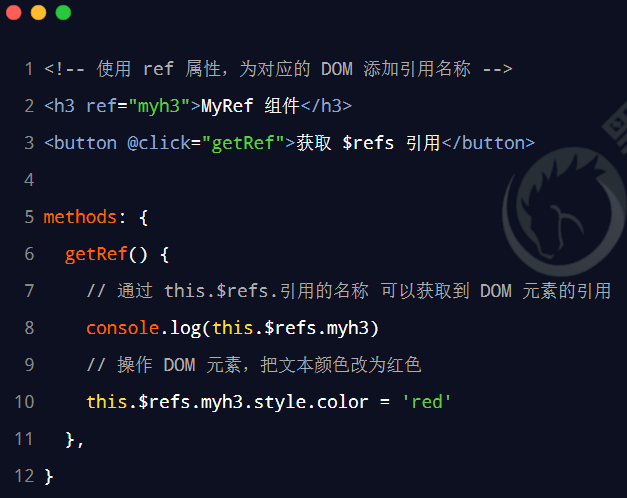 1 <!-- 使用 ref 属性，为对应的 DOM 添加引用名称 -->
2 <h3 ref="myh3">MyRef 组件</h3>
3 <button @click="getRef">获取 $refs 引用</button>
4
5 methods: {
6   getRef() {
7     // 通过 this.$refs.引用的名称 可以获取到 DOM 元素的引用
8     console.log(this.$refs.myh3)
9     // 操作 DOM 元素，把文本颜色改为红色
10     this.$refs.myh3.style.color = 'red'
11   },
12 }